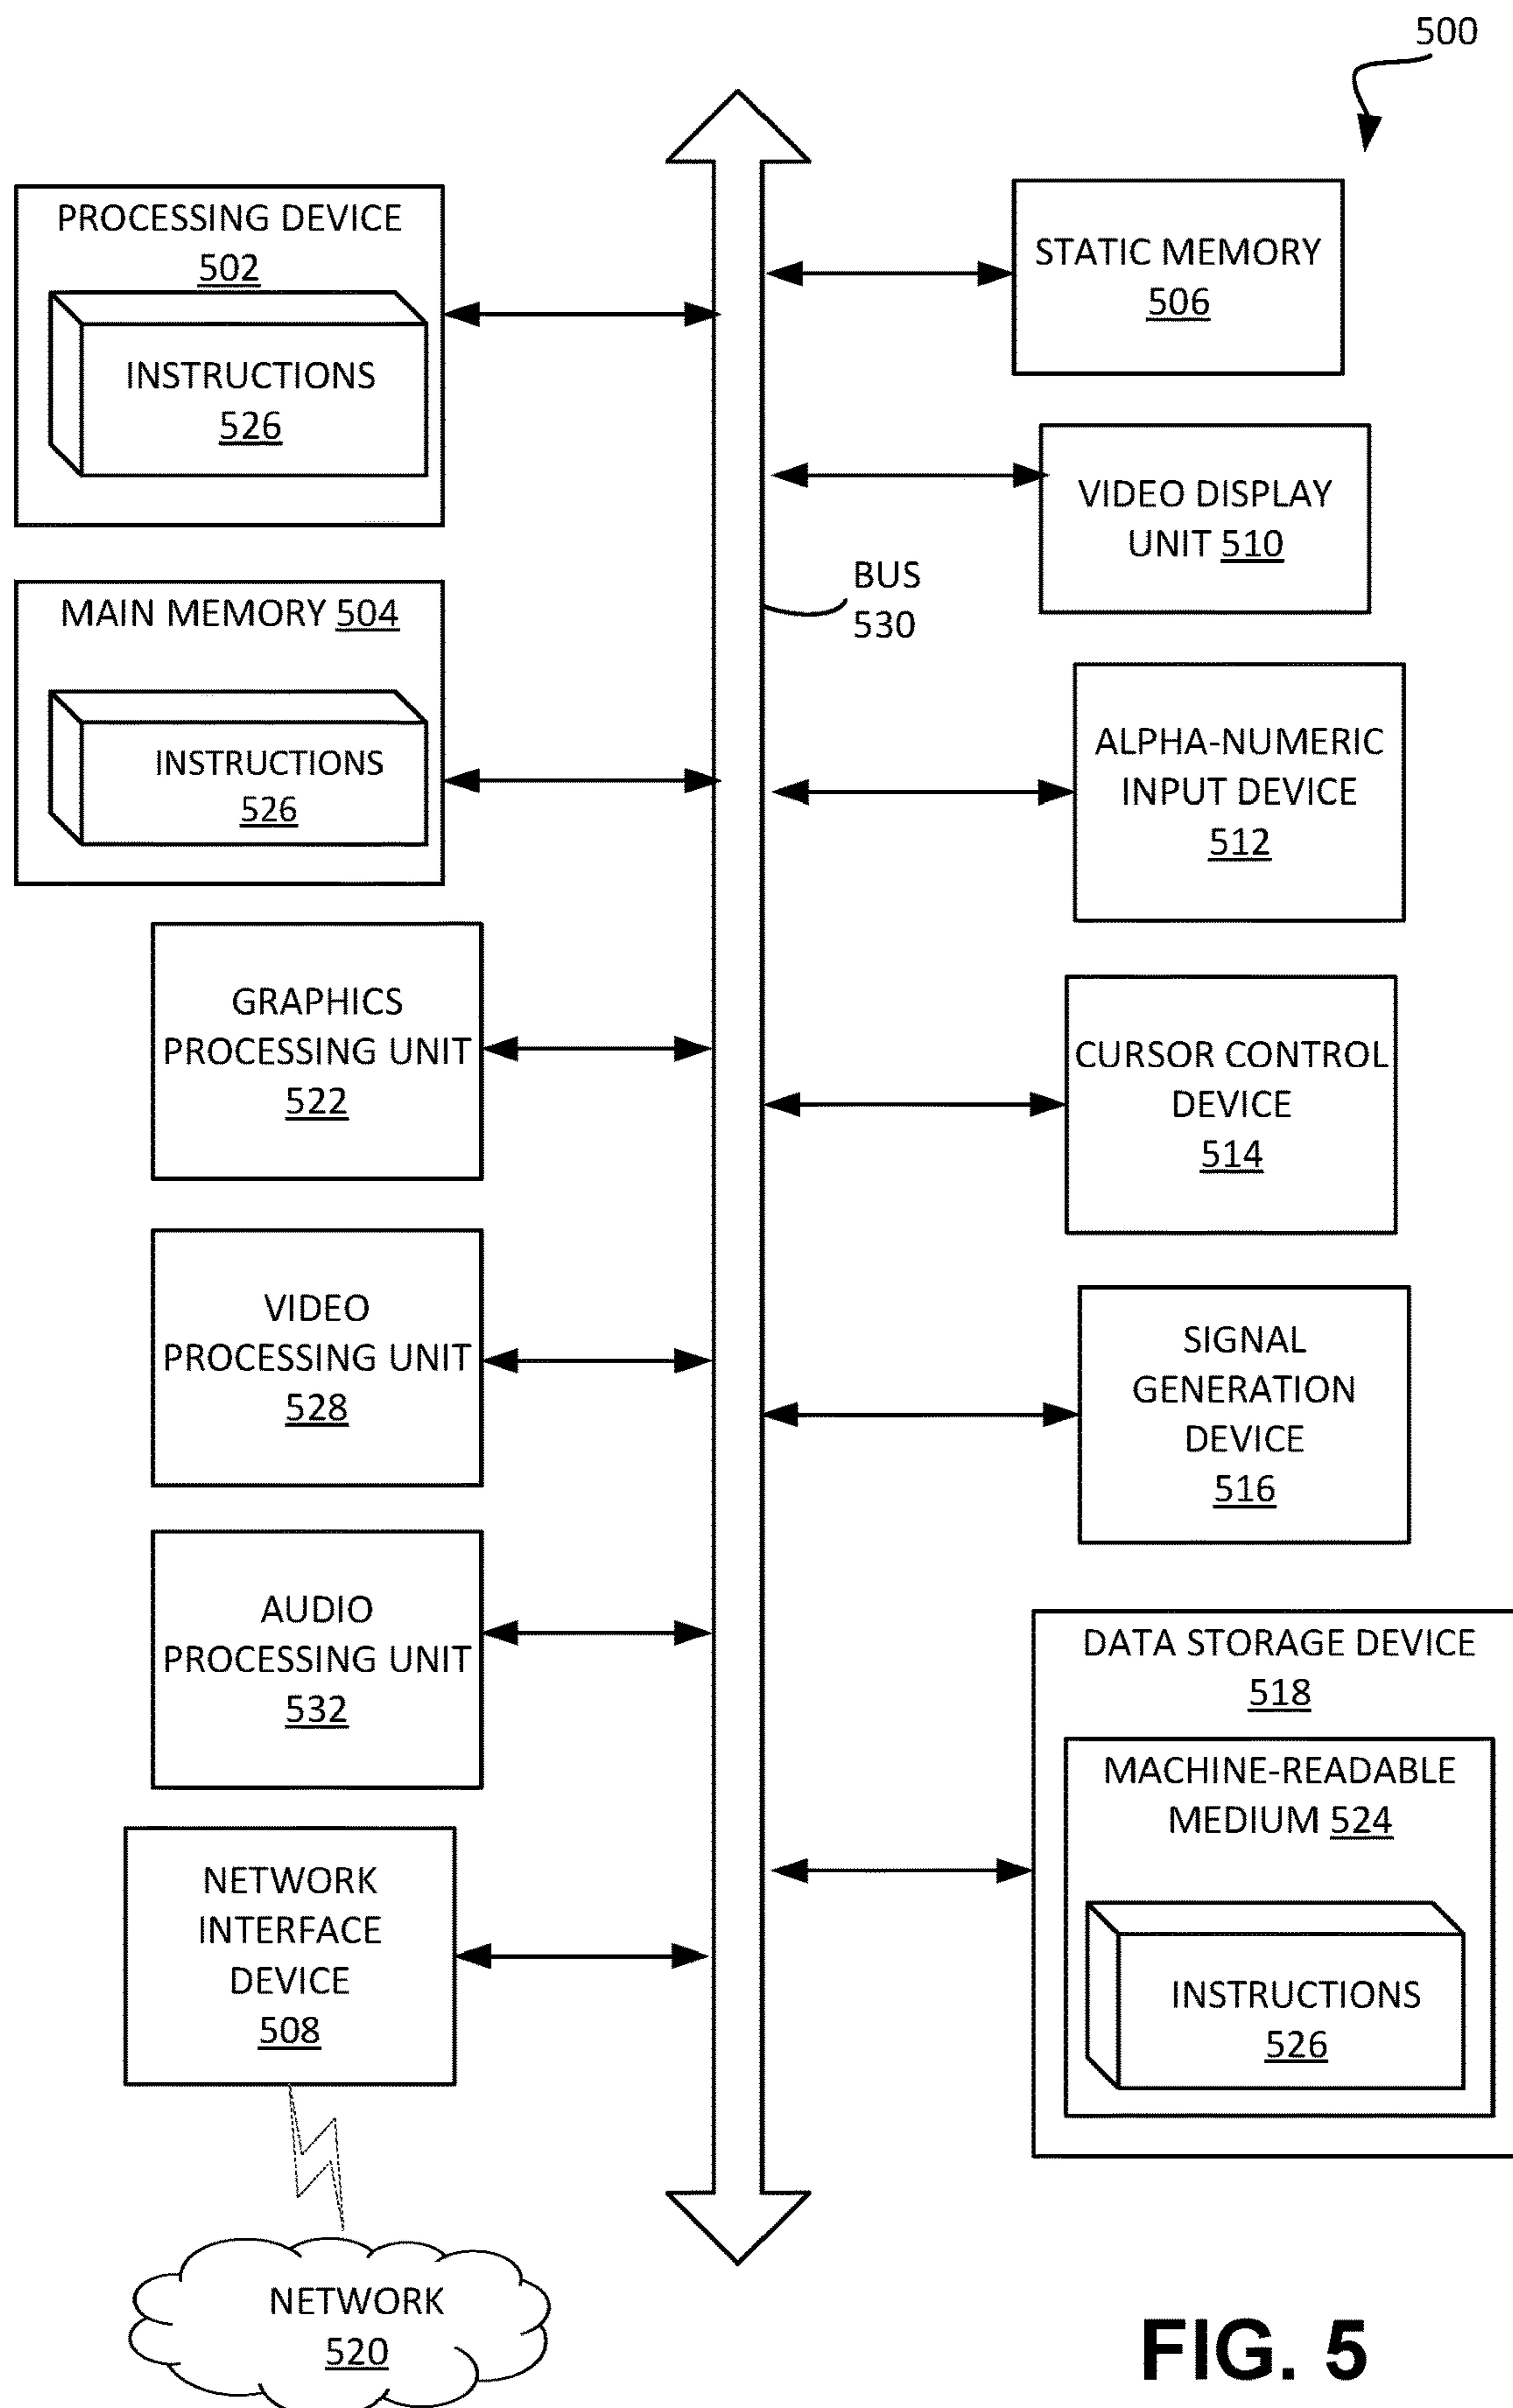 500
PROCESSING DEVICE
502
INSTRUCTIONS
526
MAIN MEMORY 504
INSTRUCTIONS
526
GRAPHICS
PROCESSING UNIT
522
VIDEO
PROCESSING UNIT
528
AUDIO
PROCESSING UNIT
532
NETWORK
INTERFACE
DEVICE
508
NETWORK
520
BUS
530
STATIC MEMORY
506
VIDEO DISPLAY
UNIT 510
ALPHA-NUMERIC
INPUT DEVICE
512
CURSOR CONTROL
DEVICE
514
SIGNAL
GENERATION
DEVICE
516
DATA STORAGE DEVICE
518
MACHINE-READABLE
MEDIUM 524
INSTRUCTIONS
526
FIG. 5